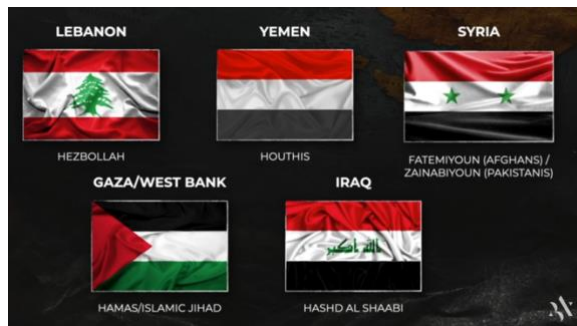 LEBANON
YEMEN
SYRIA
HEZBOLLAH
HOUTHIS
FATEMIYOUN (AFGHANS) /
ZAINABIYOUN (PAKISTANIS)
GAZA/WEST BANK
IRAQ
الله اكبر
HAMAS/ISLAMIC JIHAD
HASHD AL SHAABI